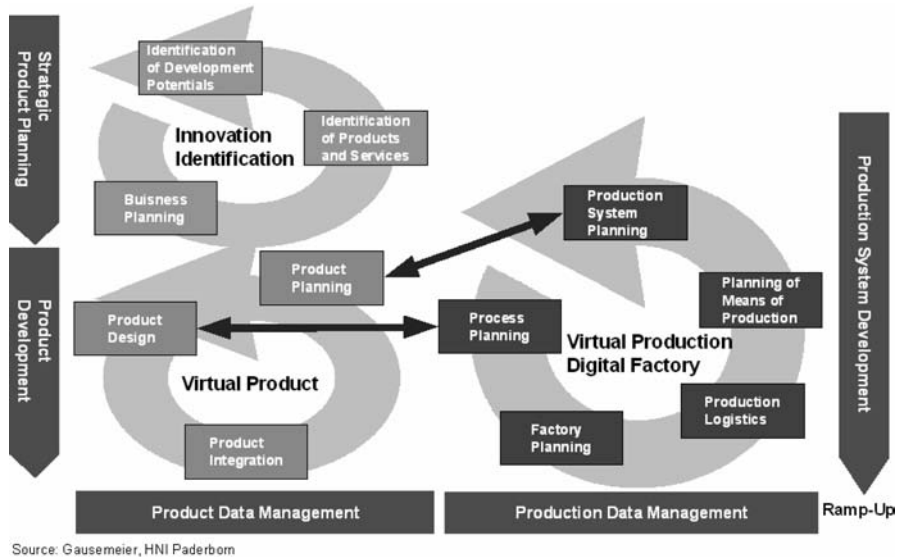 Strategic
Product Planning
Identification
of Development
Potentials
Innovation
Identification
Identification
of Products
and Services
Buisness
Planning
Product
Development
Product
Planning
Product
Design
Virtual Product
Product
Integration
Production
System
Planning
Planning of
Means of
Production
Process
Planning
Virtual Production
Digital Factory
Production
Logistics
Factory
Planning
Production System Development
Ramp-Up
Product Data Management
Production Data Management
Source: Gausemeier, HNI Paderborn